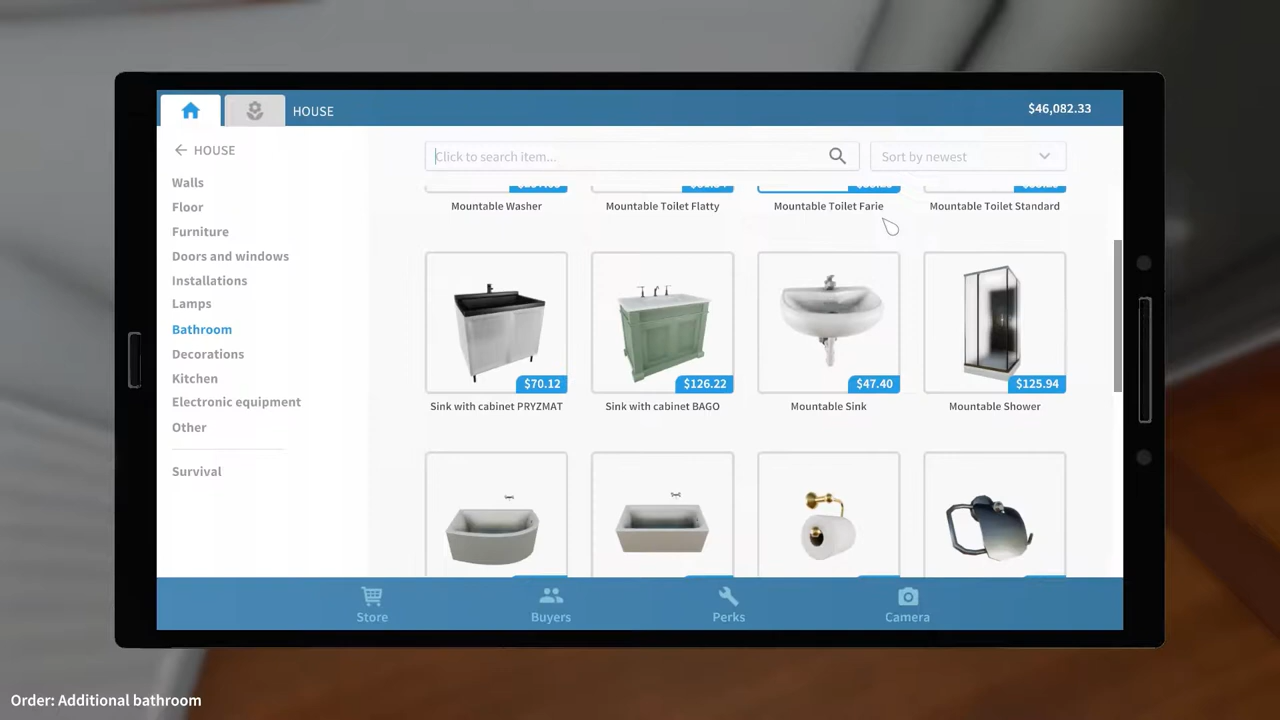 HOUSE
$46,082.33
HOUSE
Click to search item...
Sort by newest
Walls
Floor
Furniture
Doors and windows
Installations
Lamps
Bathroom
Decorations
Kitchen
Electronic equipment
Other
Survival
Mountable Washer
Mountable Toilet Flatty
Mountable Toilet Farie
Mountable Toilet Standard
$70.12
$126.22
$47.40
$125.94
Sink with cabinet PRYZMAT
Sink with cabinet BAGO
Mountable Sink
Mountable Shower
Store
Buyers
Perks
Camera
Order: Additional bathroom